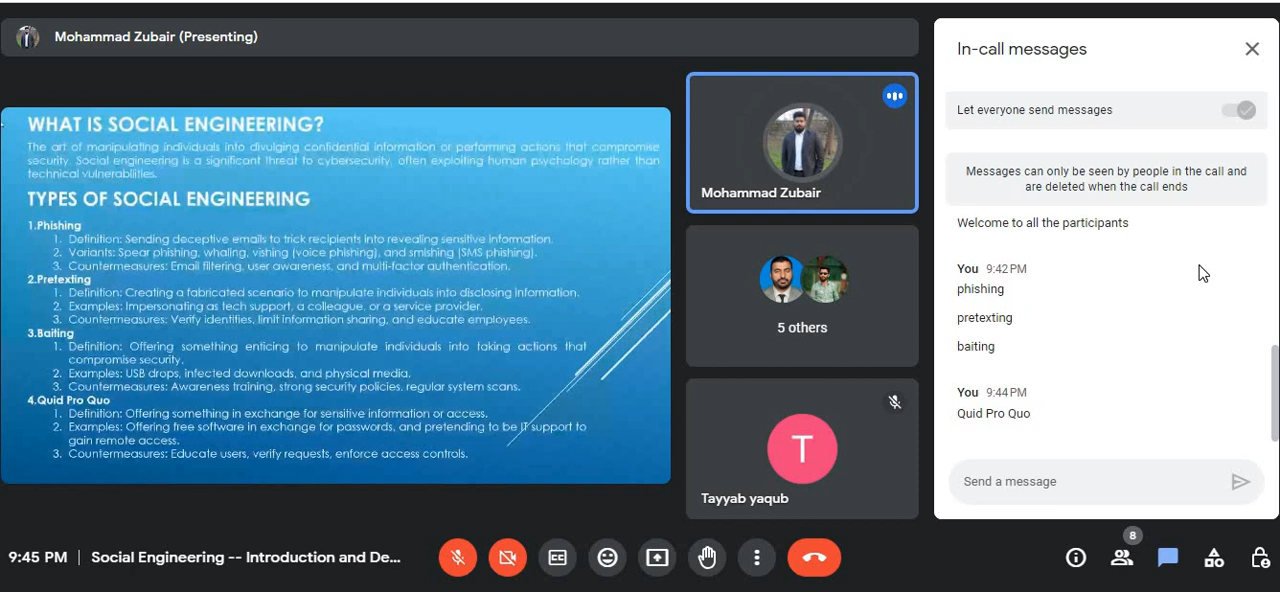 Mohammad Zubair (Presenting)
WHAT IS SOCIAL ENGINEERING?
The art of manipulating individuals into divulging confidential information or performing actions that compromise
security. Social engineering is a significant threat to cybersecurity, often exploiting human psychology rather than
technical vulnerabilities.
TYPES OF SOCIAL ENGINEERING
1.Phishing
1. Definition: Sending deceptive emails to trick recipients into revealing sensitive information.
2. Variants: Spear phishing, whaling, vishing (voice phishing), and smishing (SMS phishing).
3. Countermeasures: Email filtering, user awareness, and multi-factor authentication.
2.Pretexting
1. Definition: Creating a fabricated scenario to manipulate individuals into disclosing information.
2. Examples: Impersonating as tech support, a colleague, or a service provider.
3. Countermeasures: Verify identities, limit information sharing, and educate employees.
3.Baiting
1. Definition: Offering something enticing to manipulate individuals into taking actions that
compromise security.
2. Examples: USB drops, infected downloads, and physical media.
3. Countermeasures: Awareness training, strong security policies, regular system scans.
4.Quid Pro Quo
1. Definition: Offering something in exchange for sensitive information or access.
2. Examples: Offering free software in exchange for passwords, and pretending to be IT support to
gain remote access.
3. Countermeasures: Educate users, verify requests, enforce access controls.
Mohammad Zubair
5 others
T
Tayyab yaqub
In-call messages
Let everyone send messages
Messages can only be seen by people in the call and
are deleted when the call ends
Welcome to all the participants
You 9:42 PM
phishing
pretexting
baiting
You 9:44 PM
Quid Pro Quo
Send a message
9:45 PM | Social Engineering -- Introduction and De...
8